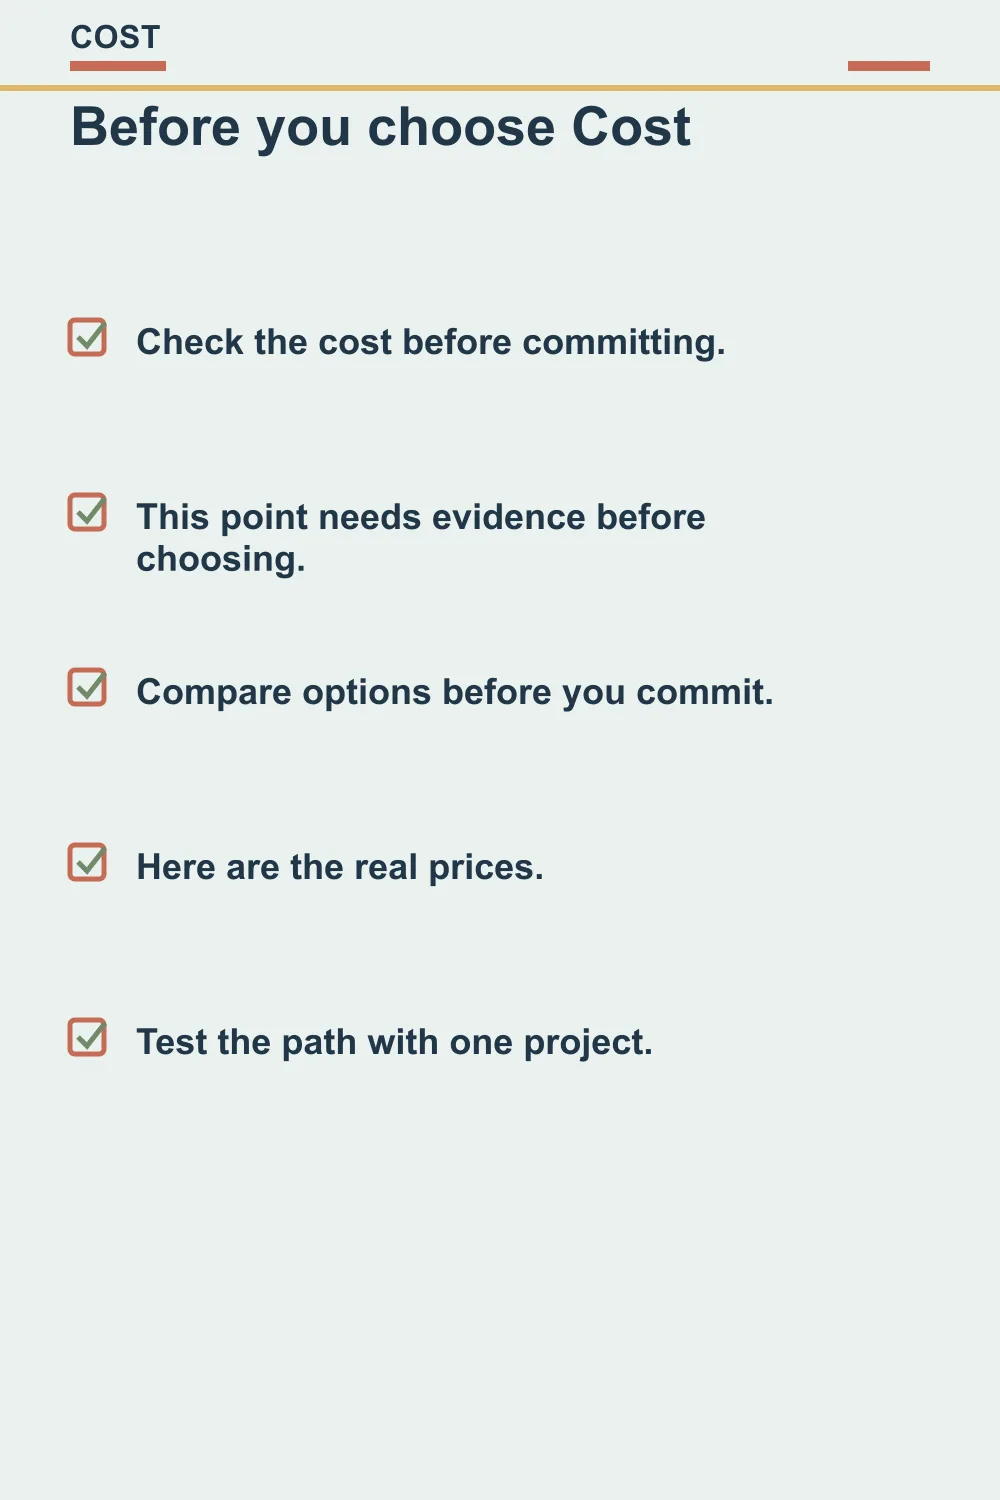 COST
Before you choose Cost
Check the cost before committing.
This point needs evidence before
choosing.
Compare options before you commit.
Here are the real prices.
Test the path with one project.